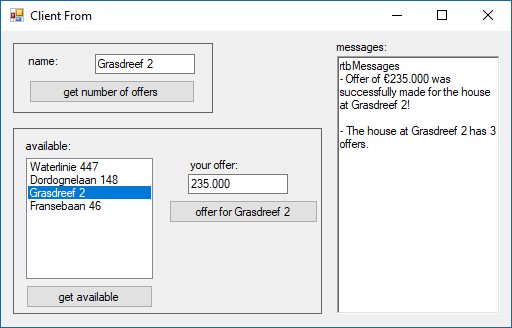 Client From
name:
Grasdreef 2
get number of offers
available:
Waterlinie 447
Dordognelaan 148
Grasdreef 2
Fransebaan 46
get available
your offer:
235.000
offer for Grasdreef 2
messages:
rtbMessages
- Offer of €235.000 was
successfully made for the house
at Grasdreef 2!
- The house at Grasdreef 2 has 3
offers.